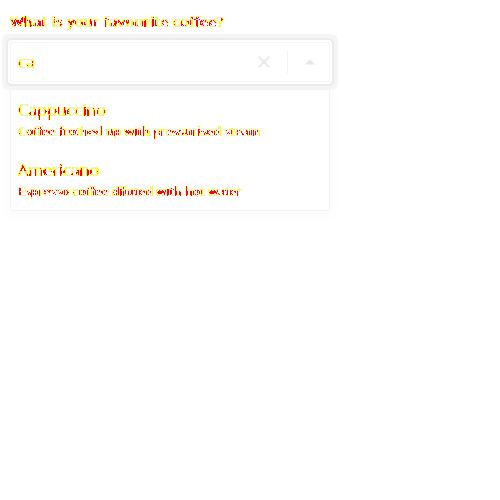 What is your favourite coffee?
ca
Cappuccino
Coffee frothed up with pressurised steam
Americano
Espresso coffee diluted with hot water